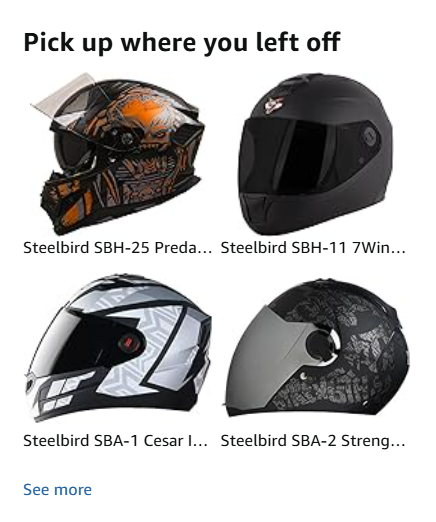 Pick up where you left off
Steelbird SBH-25 Preda...
Steelbird SBH-11 7Win...
Steelbird SBA-1 Cesar I...
Steelbird SBA-2 Streng...
See more